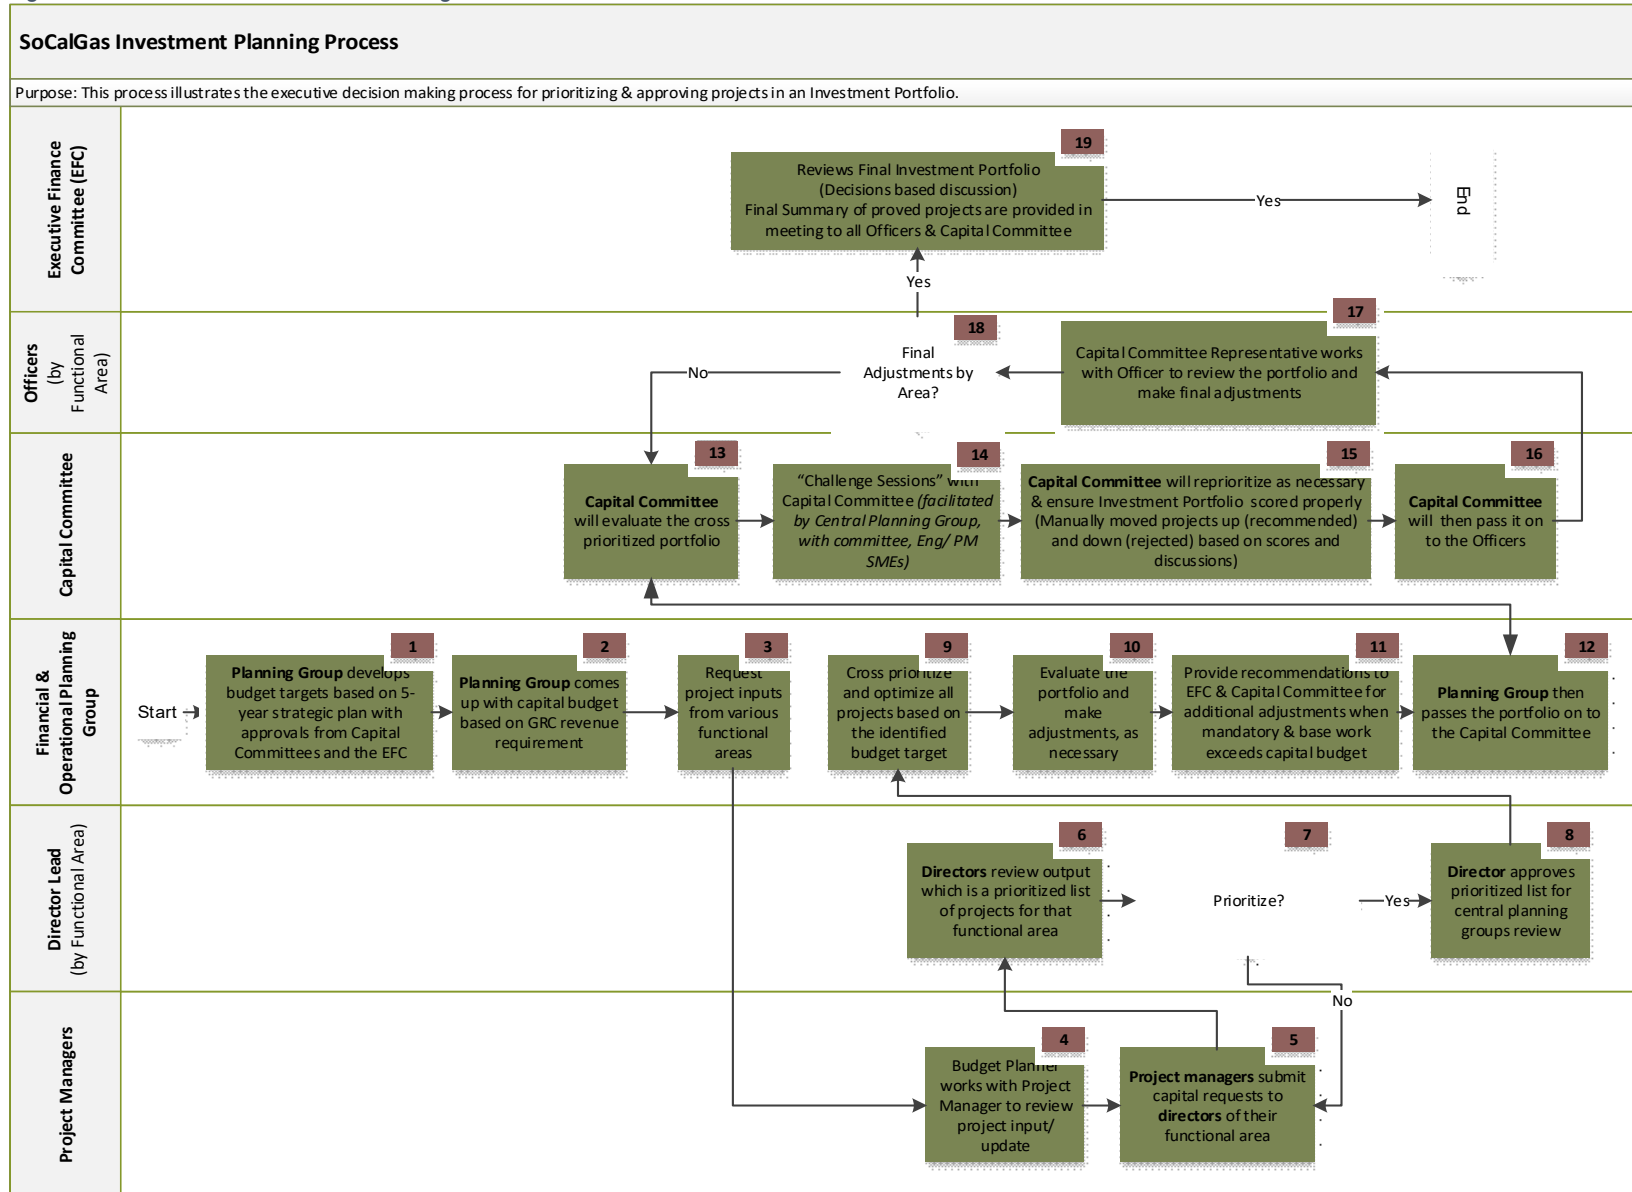 SoCalGas Investment Planning Process
Purpose: This process illustrates the executive decision making process for prioritizing & approving projects in an Investment Portfolio.
Executive Finance
Committee (EFC)
19
Reviews Final Investment Portfolio
(Decisions based discussion)
Final Summary of proved projects are provided in
meeting to all Officers & Capital Committee
Yes
End
Yes
Officers
(by
Functional
Area)
18
Final
Adjustments by
Area?
No
17
Capital Committee Representative works
with Officer to review the portfolio and
make final adjustments
Capital Committee
13
Capital Committee
will evaluate the cross
prioritized portfolio
14
“Challenge Sessions” with
Capital Committee (facilitated
by Central Planning Group,
with committee, Eng/ PM
SMEs)
15
Capital Committee will reprioritize as necessary
& ensure Investment Portfolio scored properly
(Manually moved projects up (recommended)
and down (rejected) based on scores and
discussions)
16
Capital Committee
will then pass it on
to the Officers
Financial &
Operational Planning
Group
Start
1
Planning Group develops
budget targets based on 5-
year strategic plan with
approvals from Capital
Committees and the EFC
2
Planning Group comes
up with capital budget
based on GRC revenue
requirement
3
Request
project inputs
from various
functional
areas
9
Cross prioritize
and optimize all
projects based on
the identified
budget target
10
Evaluate the
portfolio and
make
adjustments, as
necessary
11
Provide recommendations to
EFC & Capital Committee for
additional adjustments when
mandatory & base work
exceeds capital budget
12
Planning Group then
passes the portfolio on to
the Capital Committee
Director Lead
(by Functional Area)
6
Directors review output
which is a prioritized list
of projects for that
functional area
7
Prioritize?
Yes
8
Director approves
prioritized list for
central planning
groups review
No
Project Managers
4
Budget Planner
works with Project
Manager to review
project input/
update
5
Project managers submit
capital requests to
directors of their
functional area